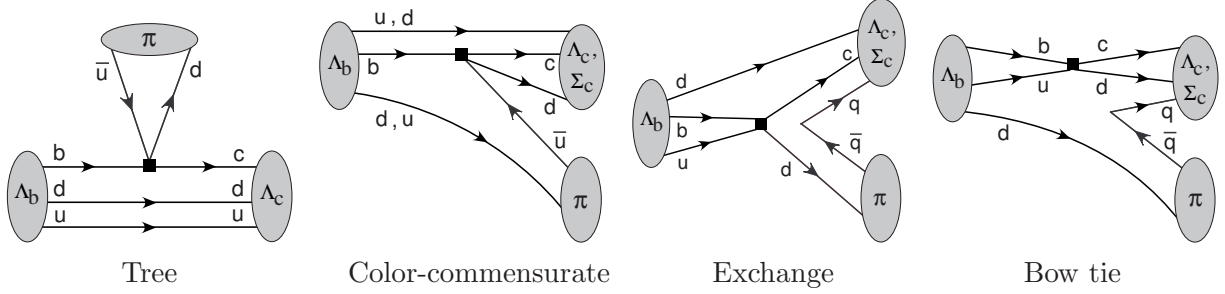 π
u̅ d
b c
Λb d d Λc
u u
Tree
u , d
Λb b c Λc, Σc
d
d , u u̅
π
Color-commensurate
Λc, Σc
d c
q
Λb b q̅
u d π
Exchange
b c
Λb u d Λc, Σc
q
d q̅
π
Bow tie